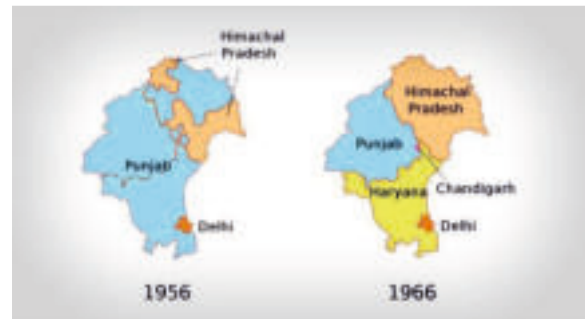 Himachal
Pradesh
Punjab
Delhi
1956
Himachal
Pradesh
Punjab
Haryana
Chandigarh
Delhi
1966